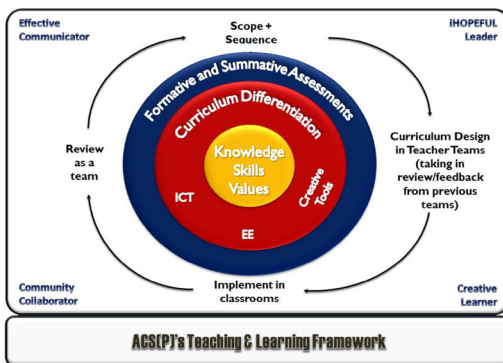 Effective
Communicator
Scope +
Sequence
iHOPEFUL
Leader
Formative and Summative Assessments
Curriculum Differentiation
Knowledge
Skills
Values
ICT
EE
Creative
Tools
Review
as a
team
Curriculum Design
in Teacher Teams
(taking in
review/feedback
from previous
teams)
Implement in
classrooms
Community
Collaborator
Creative
Learner
ACS(P)'s Teaching & Learning Framework